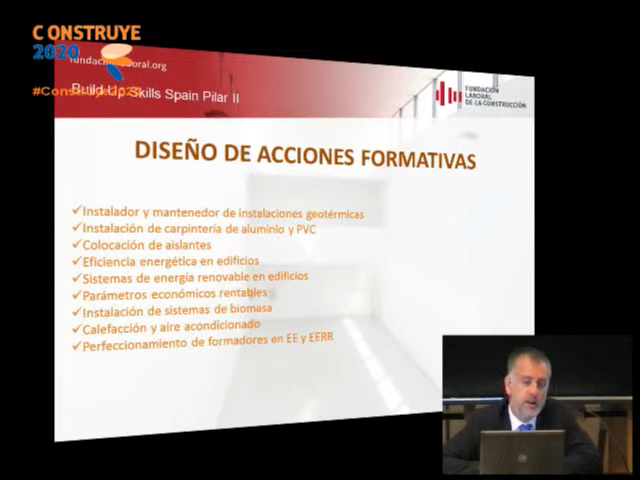 CONSTRUYE
2020
#Construye2020
Build Up Skills Spain Pilar II
FUNDACIÓN
LABORAL
DE LA CONSTRUCCIÓN
DISEÑO DE ACCIONES FORMATIVAS
✓Instalador y mantenedor de instalaciones geotérmicas
✓Instalación de carpintería de aluminio y PVC
✓Colocación de aislantes
✓Eficiencia energética en edificios
✓Sistemas de energía renovable en edificios
✓Parámetros económicos rentables
✓Instalación de sistemas de biomasa
✓Calefacción y aire acondicionado
✓Perfeccionamiento de formadores en EE y EERR